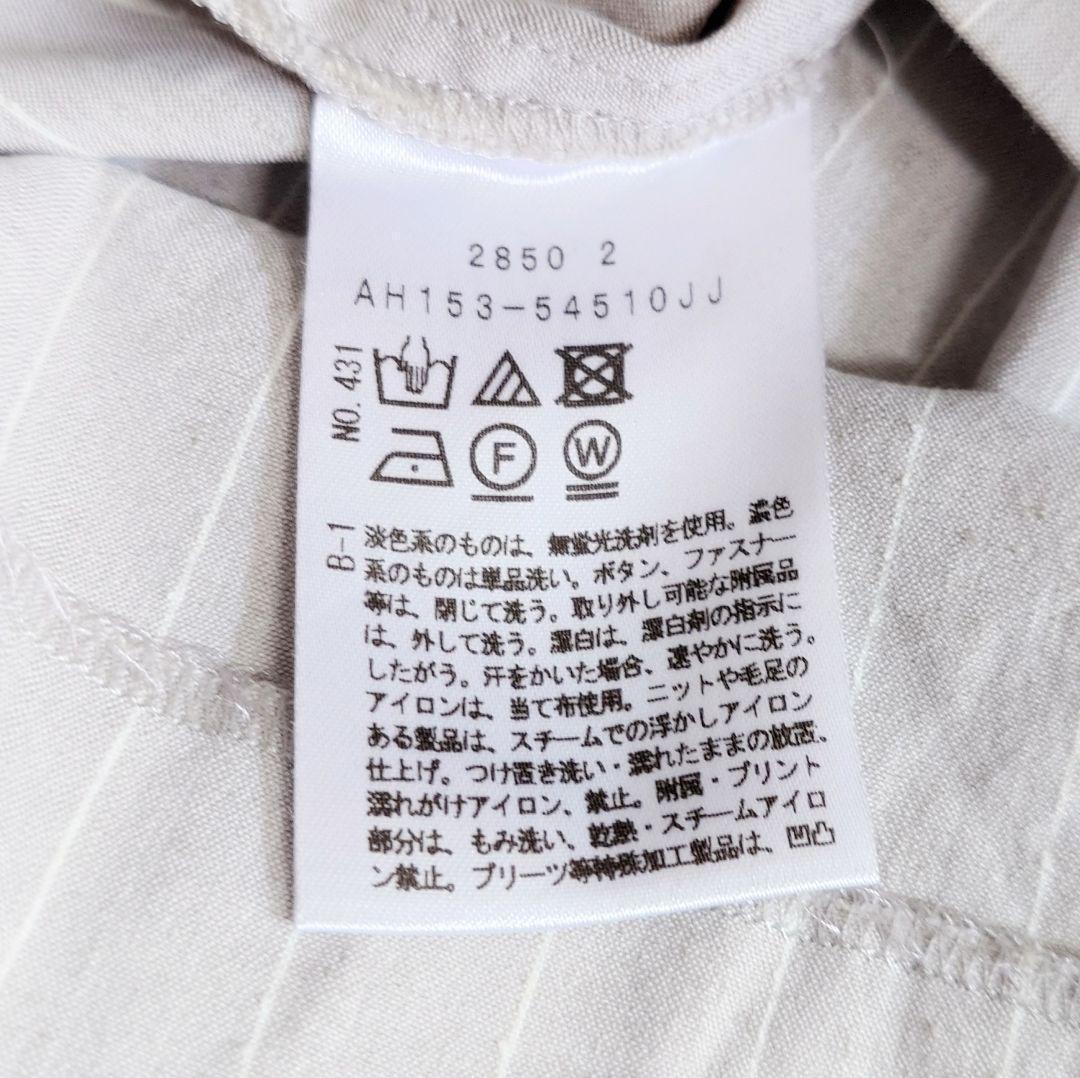 2850 2
AH153-54510JJ
NO. 431
F
W
B-1
淡色系のものは、無蛍光洗剤を使用。濃色
系のものは単品洗い。ボタン、ファスナー
等は、閉じて洗う。取り外し可能な附属品
は、外して洗う。漂白は、漂白剤の指示に
したがう。汗をかいた場合、速やかに洗う。
アイロンは、当て布使用。ニットや毛足の
ある製品は、スチームでの浮かしアイロン
仕上げ。つけ置き洗い・濡れたままの放置、
濡れがけアイロン、禁止。附属・プリント
部分は、もみ洗い、乾熱・スチームアイロ
ン禁止。プリーツ等特殊加工製品は、凹凸